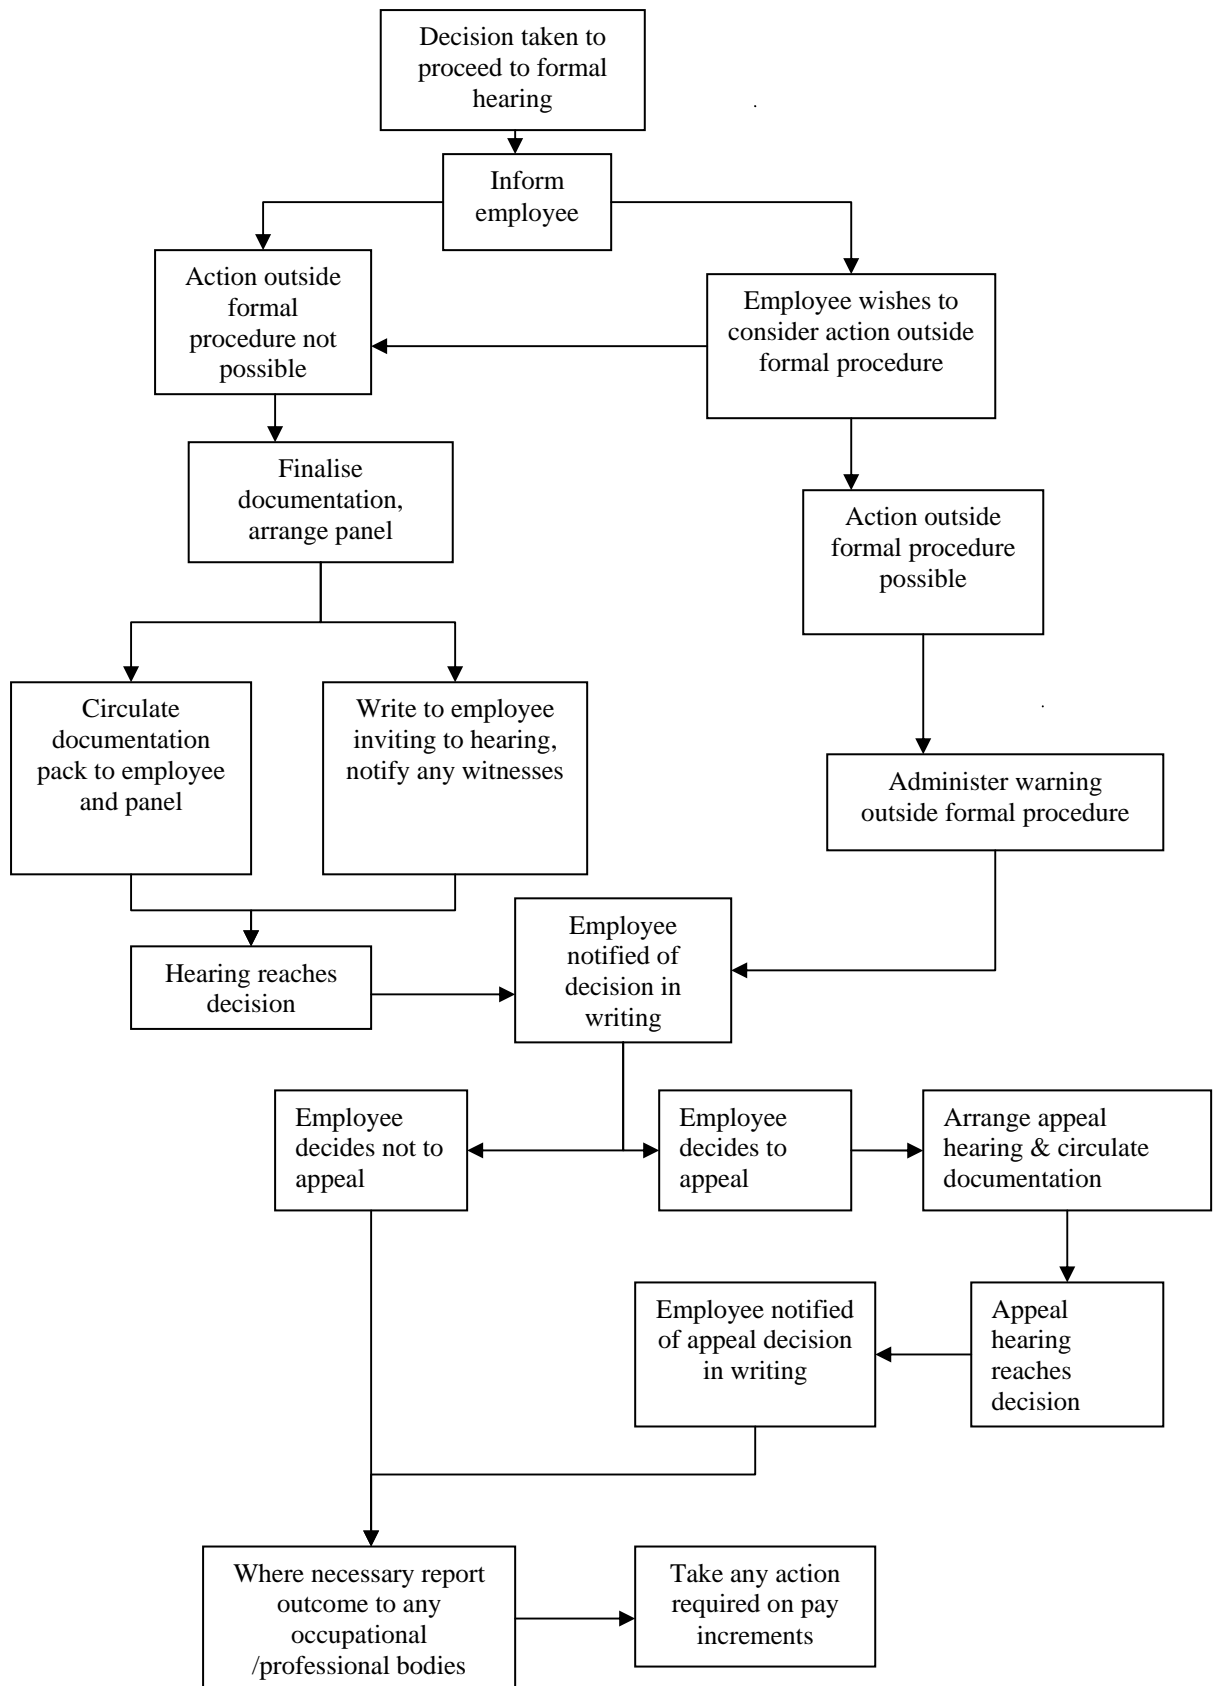 Decision taken to
proceed to formal
hearing
Inform
employee
Action outside
formal
procedure not
possible
Employee wishes to
consider action outside
formal procedure
Finalise
documentation,
arrange panel
Action outside
formal procedure
possible
Circulate
documentation
pack to employee
and panel
Write to employee
inviting to hearing,
notify any witnesses
Administer warning
outside formal procedure
Hearing reaches
decision
Employee
notified of
decision in
writing
Employee
decides not to
appeal
Employee
decides to
appeal
Arrange appeal
hearing & circulate
documentation
Employee notified
of appeal decision
in writing
Appeal
hearing
reaches
decision
Where necessary report
outcome to any
occupational
/professional bodies
Take any action
required on pay
increments